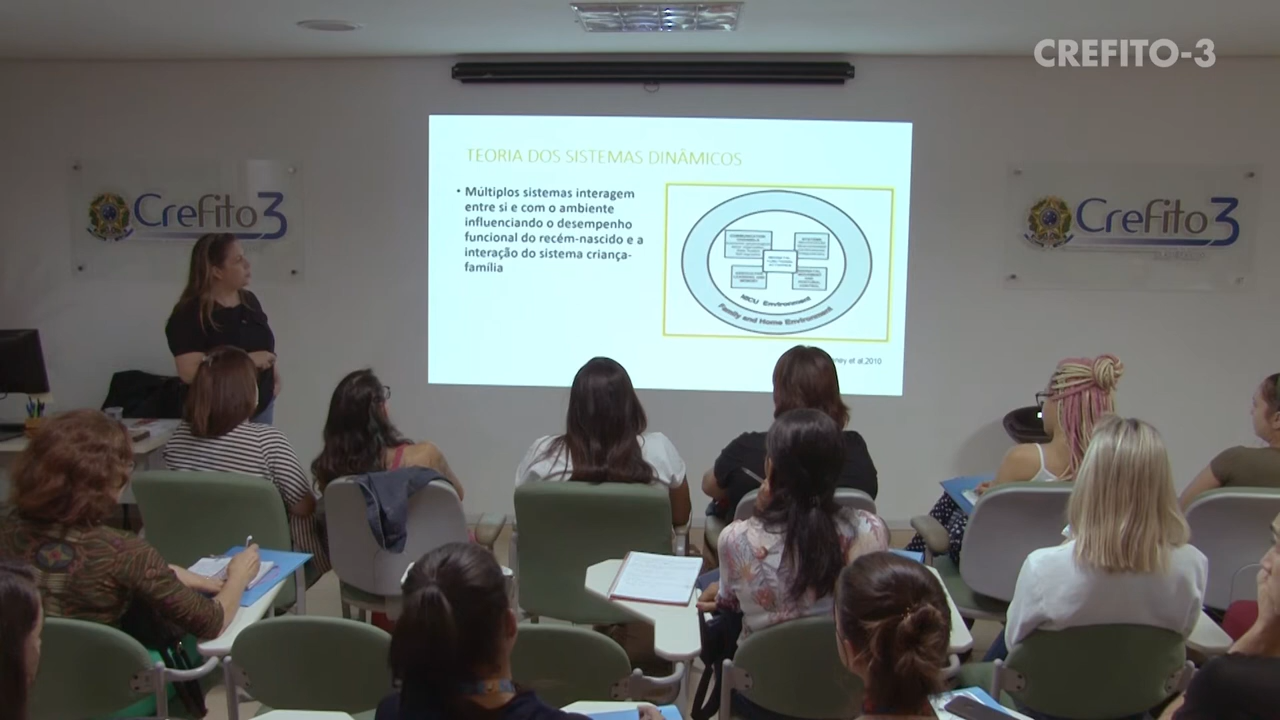 CREFITO-3
CreFito3
CreFito3
TEORIA DOS SISTEMAS DINÂMICOS
• Múltiplos sistemas interagem
entre si e com o ambiente
influenciando o desempenho
funcional do recém-nascido e a
interação do sistema criança-
família
NICU Environment
Family and Home Environment
et al 2010